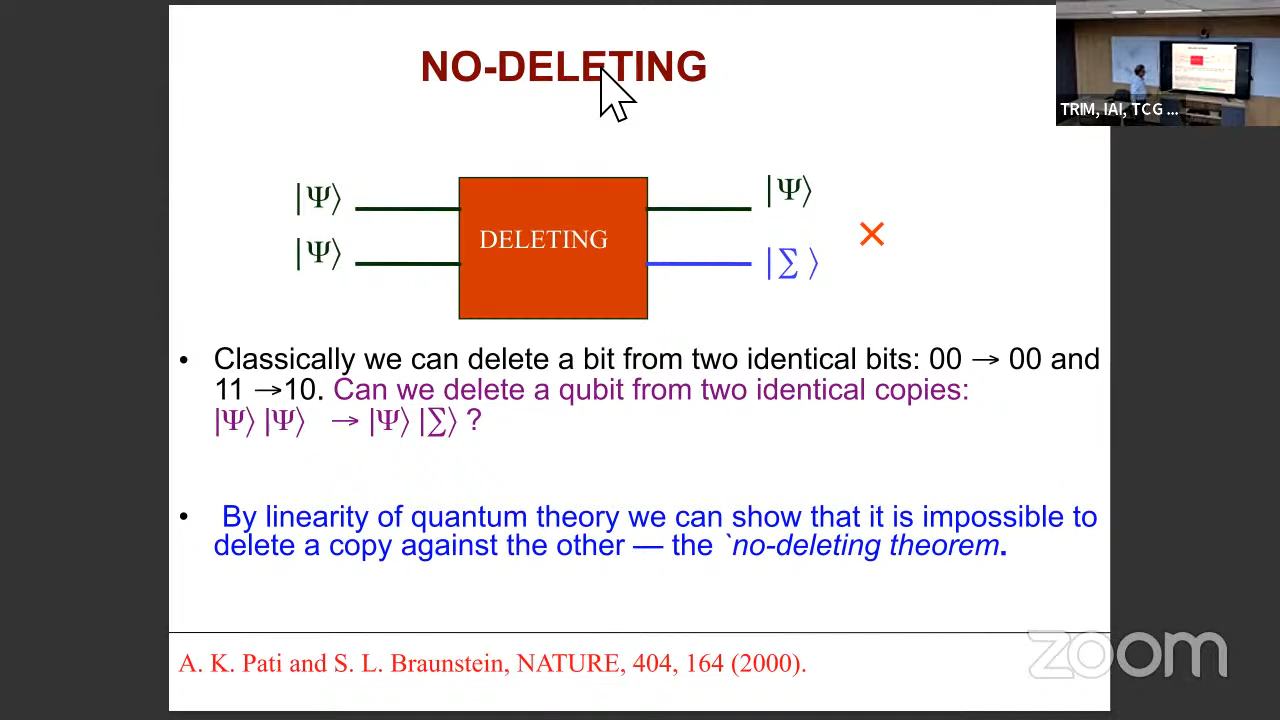 NO-DELETING
TRIM, IAI, TCG ...
|Ψ⟩
|Ψ⟩
DELETING
|Ψ⟩
|∑ ⟩
×
• Classically we can delete a bit from two identical bits: 00 → 00 and
11 →10. Can we delete a qubit from two identical copies:
|Ψ⟩ |Ψ⟩ → |Ψ⟩ |∑⟩ ?
• By linearity of quantum theory we can show that it is impossible to
delete a copy against the other — the `no-deleting theorem.
A. K. Pati and S. L. Braunstein, NATURE, 404, 164 (2000).
zoom